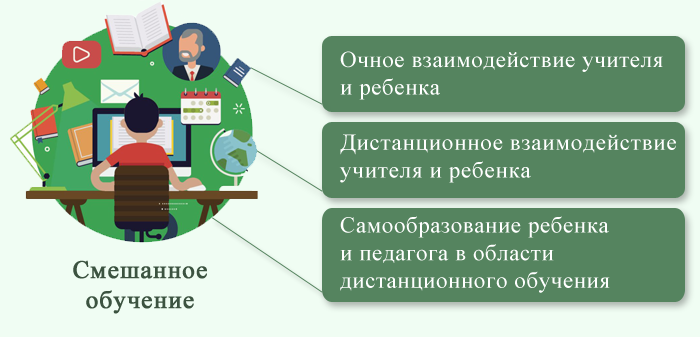 Очное взаимодействие учителя
и ребенка
Дистанционное взаимодействие
учителя и ребенка
Самообразование ребенка
и педагога в области
дистанционного обучения
Смешанное
обучение